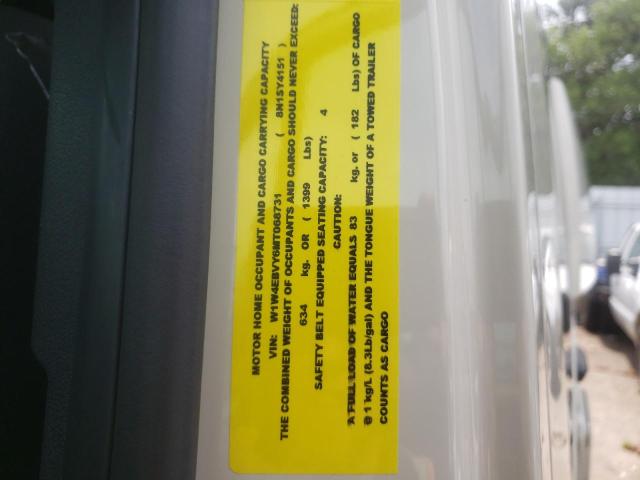 MOTOR HOME OCCUPANT AND CARGO CARRYING CAPACITY
VIN: W1W4EBVY6MT068731 ( 8N1SY4151 )
THE COMBINED WEIGHT OF OCCUPANTS AND CARGO SHOULD NEVER EXCEED:
634 kg. OR ( 1399 Lbs)
SAFETY BELT EQUIPPED SEATING CAPACITY: 4
CAUTION:
A FULL LOAD OF WATER EQUALS 83 kg. or ( 182 Lbs) OF CARGO
@ 1 kg/L (8.3Lb/gal) AND THE TONGUE WEIGHT OF A TOWED TRAILER
COUNTS AS CARGO